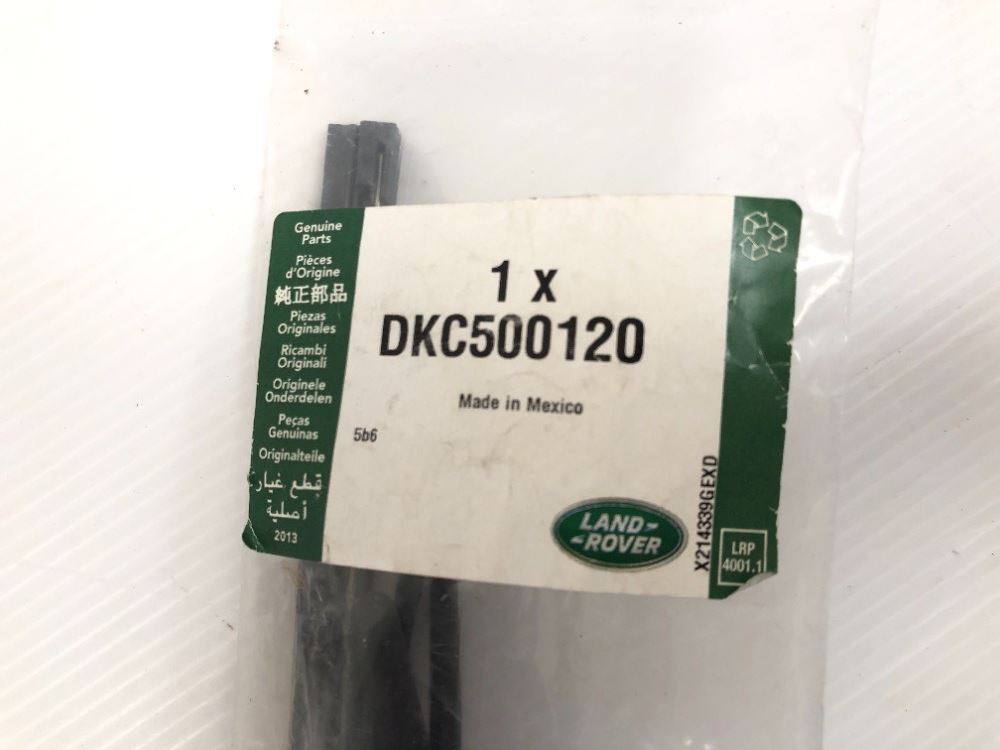 Genuine
Parts
Pièces
d'Origine
純正部品
Piezas
Originales
Ricambi
Originali
Originele
Onderdelen
Peças
Genuinas
Originalteile
قطع غيار
أصلية
2013
1 x
DKC500120
Made in Mexico
5b6
LAND-
-ROVER
X214339GEXD
LRP
4001.1